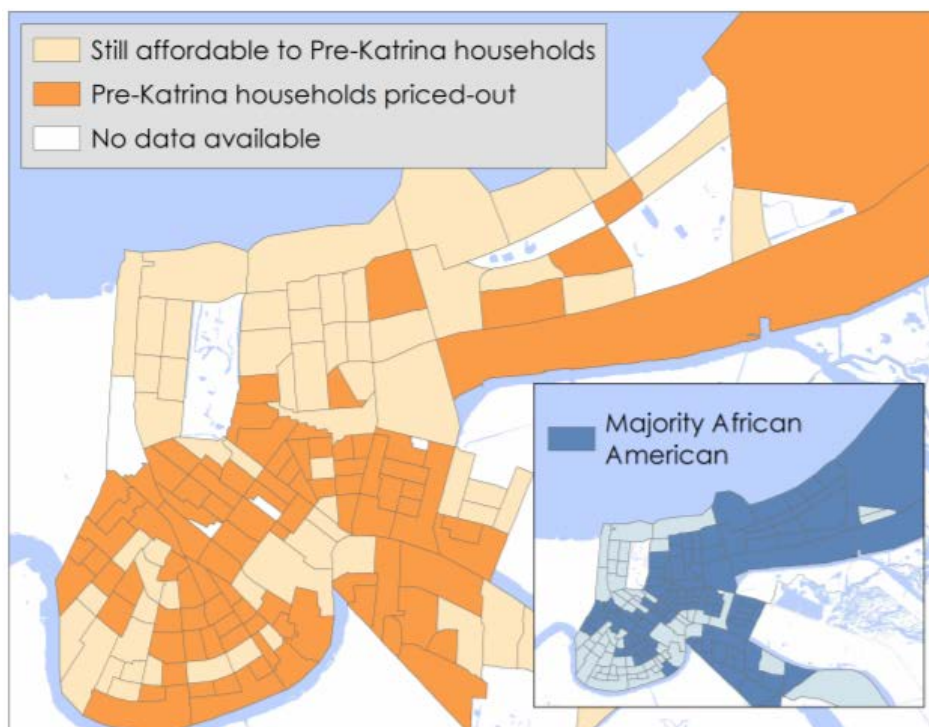 Still affordable to Pre-Katrina households
Pre-Katrina households priced-out
No data available
Majority African
American